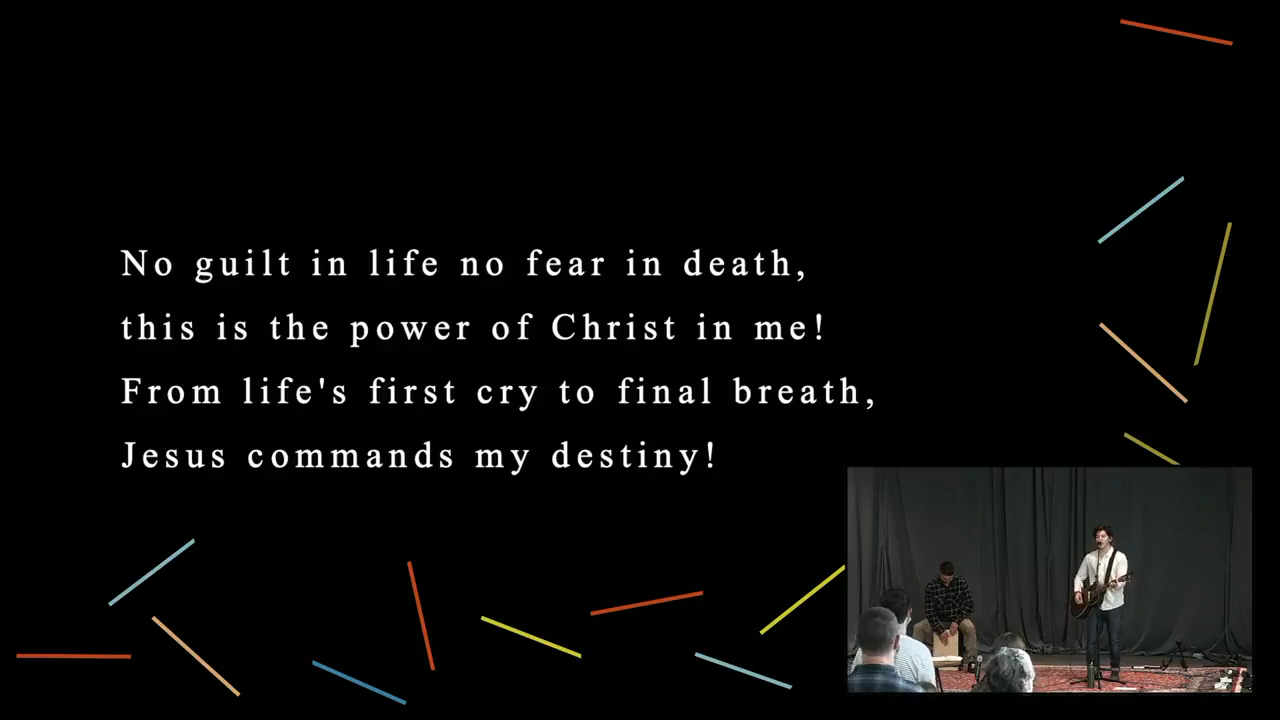 No guilt in life no fear in death,
this is the power of Christ in me!
From life's first cry to final breath,
Jesus commands my destiny!